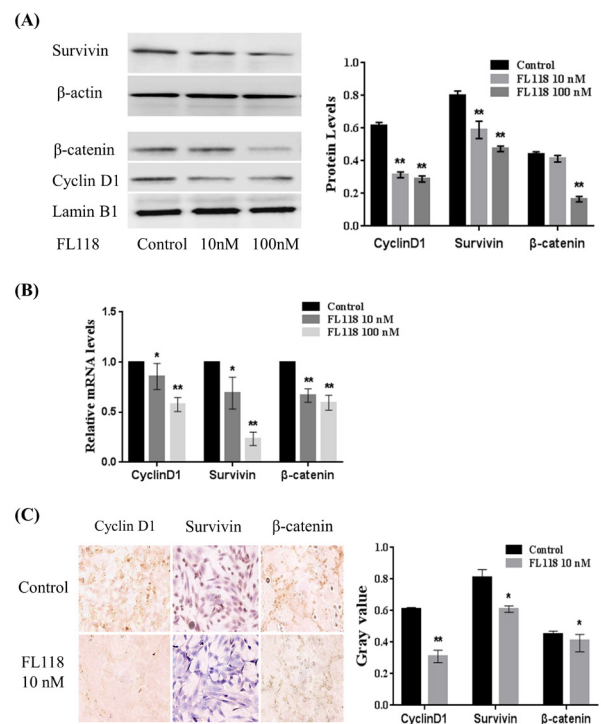 (A)
Survivin
β-actin
β-catenin
Cyclin D1
Lamin B1
FL118 Control 10nM 100nM
Protein Levels
1.0
0.8
0.6
0.4
0.2
0.0
Control
FL118 10 nM
FL118 100 nM
** ** ** ** **
CyclinD1 Survivin β-catenin
(B)
Relative mRNA levels
1.5
1.0
0.5
0.0
Control
FL118 10 nM
FL118 100 nM
* ** * ** ** **
CyclinD1 Survivin β-catenin
(C)
Cyclin D1 Survivin β-catenin
Control
FL118
10 nM
Gray value
1.0
0.8
0.6
0.4
0.2
0.0
Control
FL118 10 nM
** * *
CyclinD1 Survivin β-catenin